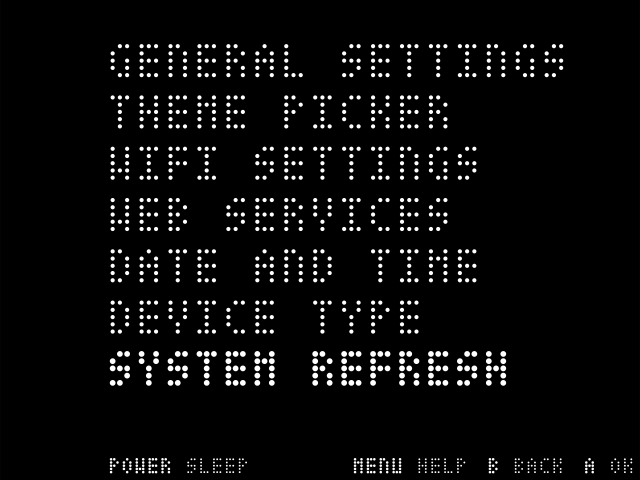 GENERAL SETTINGS
THEME PICKER
WIFI SETTINGS
WEB SERVICES
DATE AND TIME
DEVICE TYPE
SYSTEM REFRESH
POWER SLEEP MENU HELP B BACK A OK